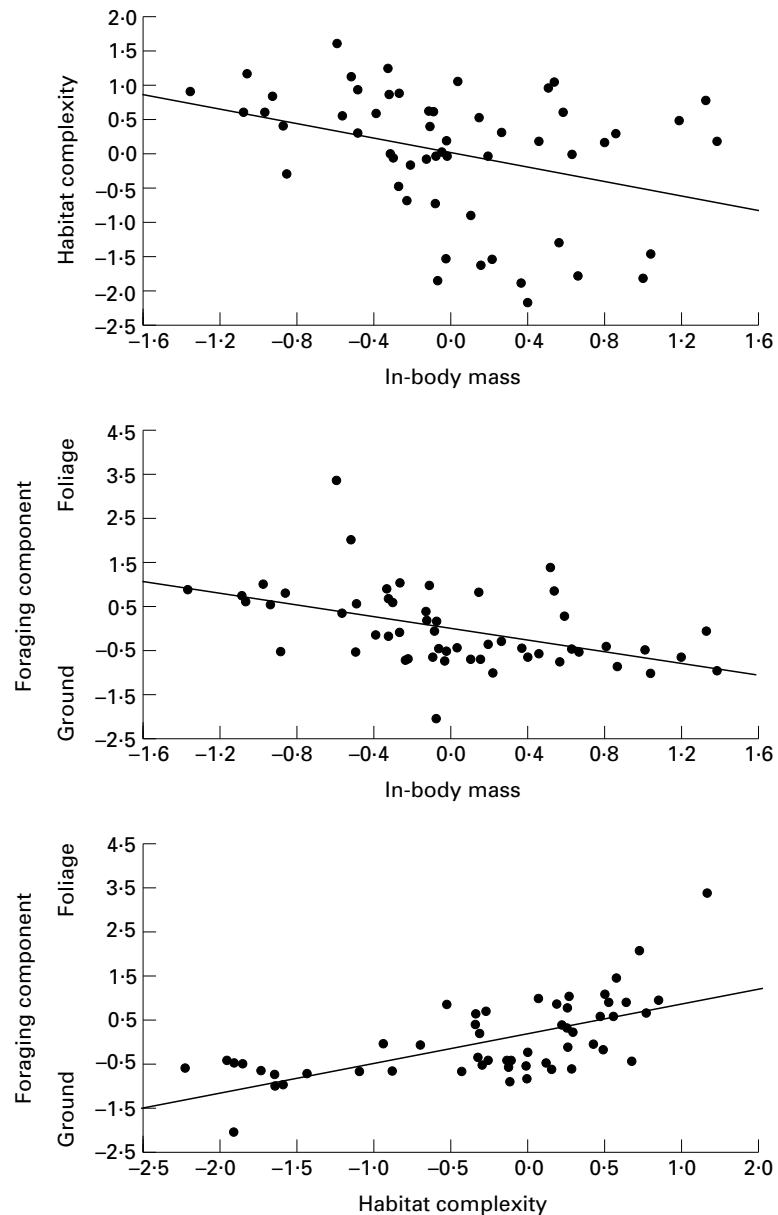 Habitat complexity
2·0
1·5
1·0
0·5
0·0
–0·5
–1·0
–1·5
–2·0
–2·5
–1·6 –1·2 –0·8 –0·4 0·0 0·4 0·8 1·2 1·6
In-body mass
Foraging component
Foliage
Ground
4·5
3·5
2·5
1·5
0·5
–0·5
–1·5
–2·5
–1·6 –1·2 –0·8 –0·4 0·0 0·4 0·8 1·2 1·6
In-body mass
Foraging component
Foliage
Ground
4·5
3·5
2·5
1·5
0·5
–0·5
–1·5
–2·5
–2·5 –2·0 –1·5 –1·0 –0·5 0·0 0·5 1·0 2·0
Habitat complexity